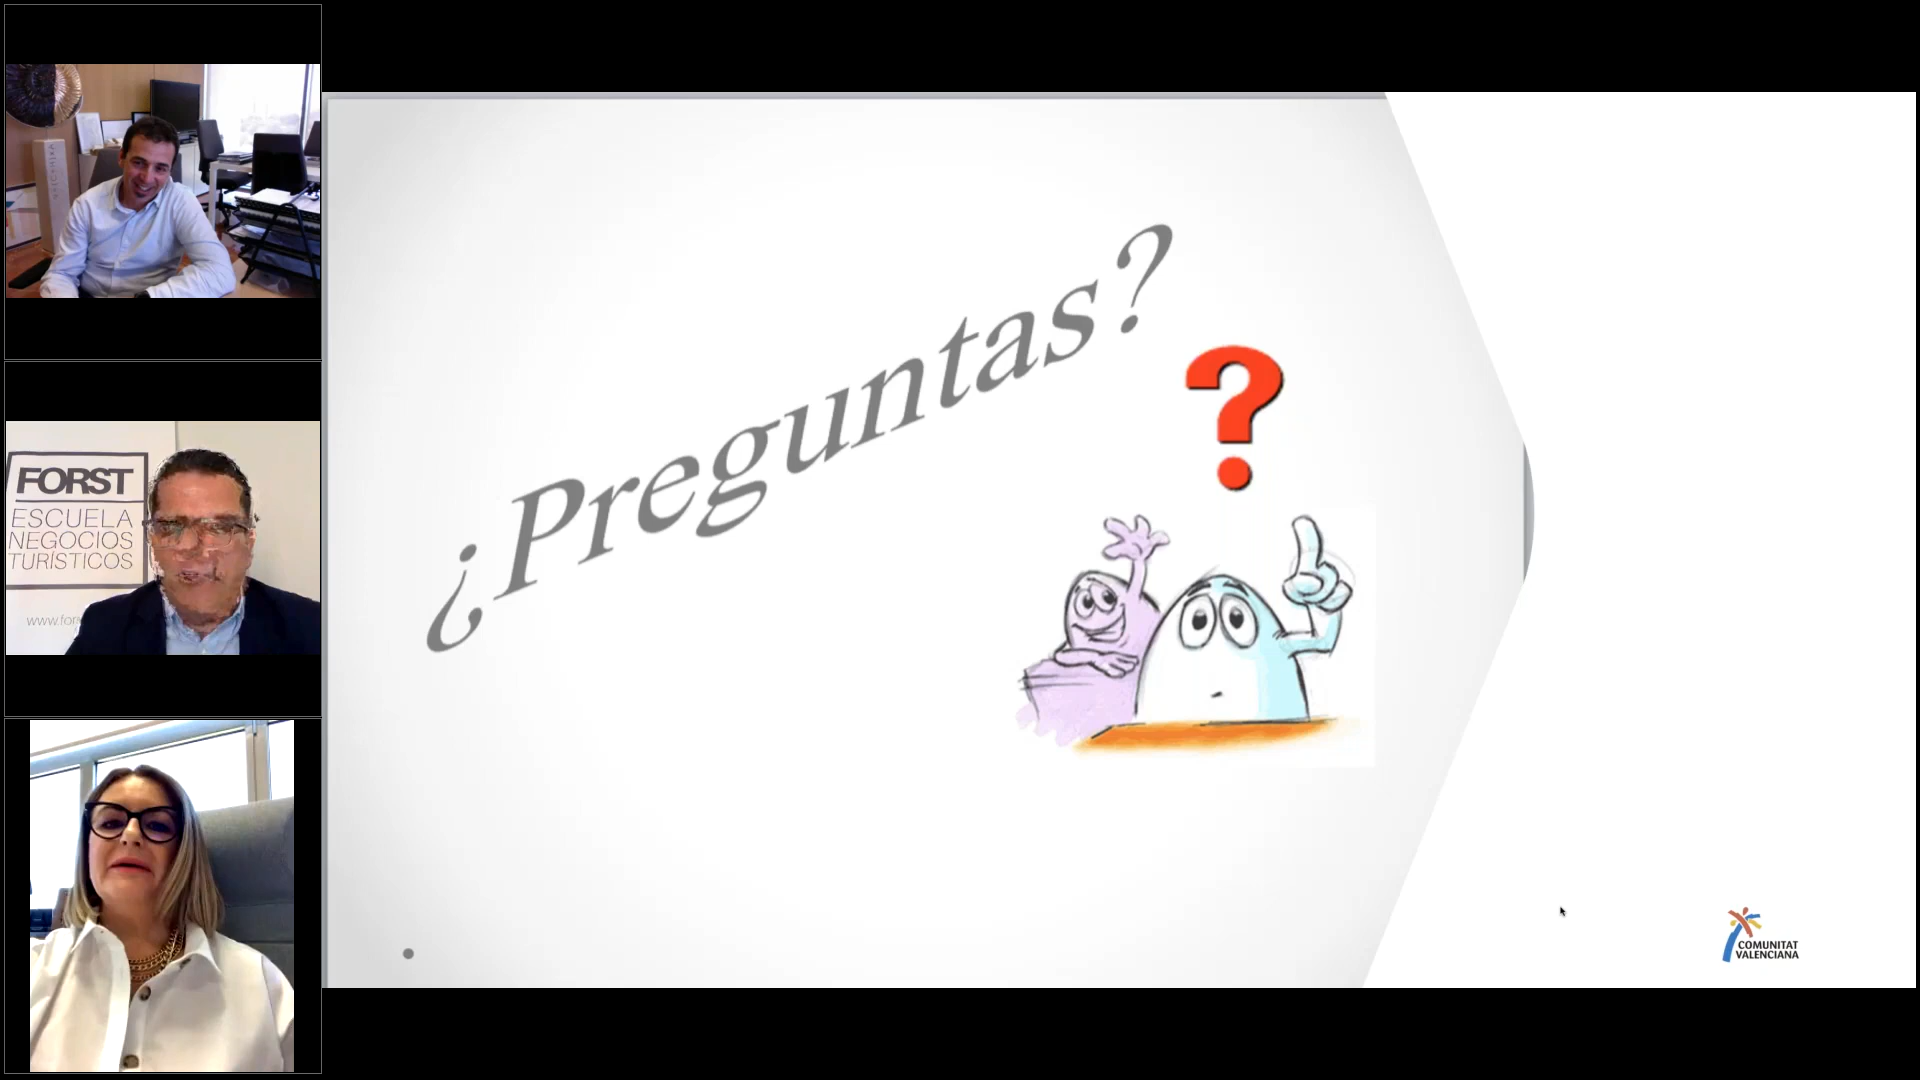 FORST
ESCUELA
NEGOCIOS
TURÍSTICOS
¿Preguntas?
?
COMUNITAT
VALENCIANA